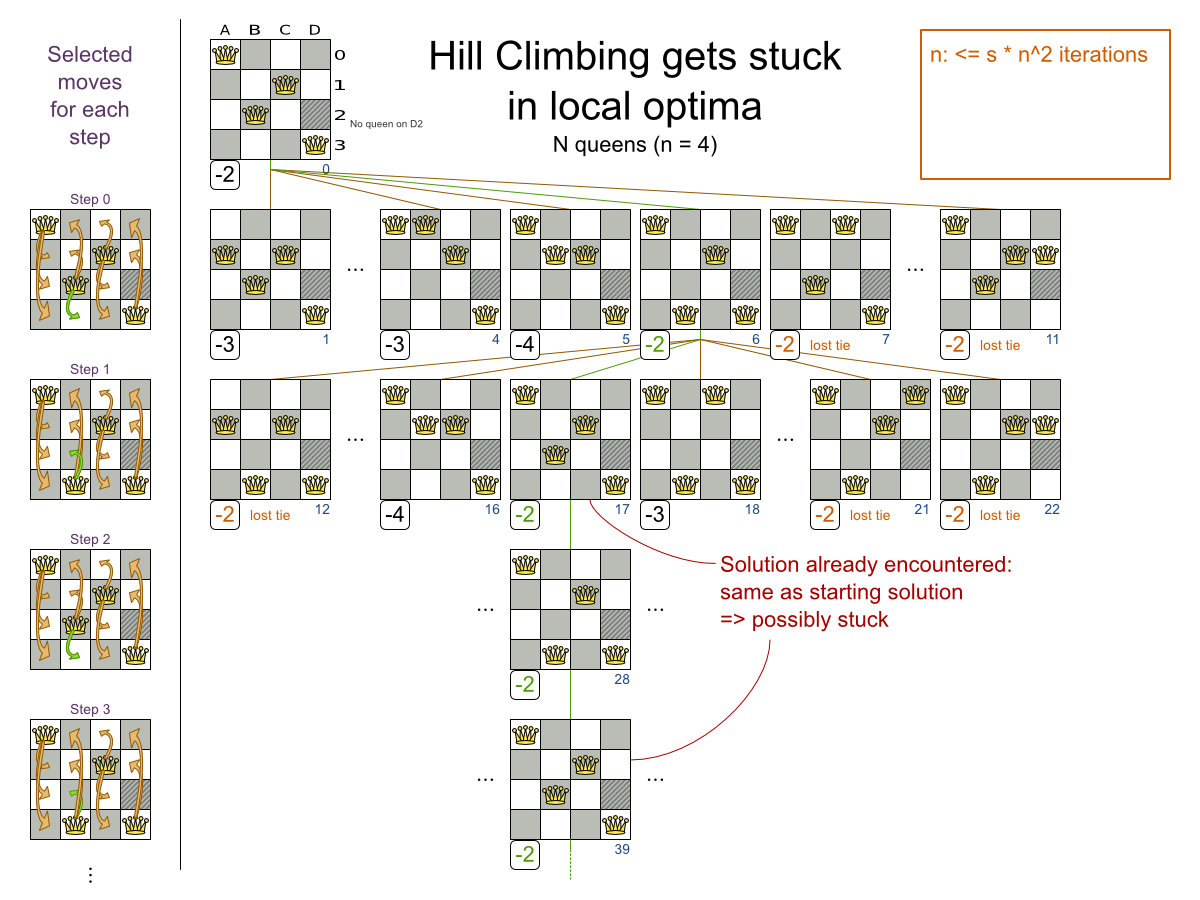 Selected
moves
for each
step
A B C D
0
1
2
3
No queen on D2
-2
0
Hill Climbing gets stuck
in local optima
N queens (n = 4)
n: <= s * n^2 iterations
Step 0
...
...
-3
1
-3
4
-4
5
-2
6
-2
lost tie
7
-2
lost tie
11
Step 1
...
...
-2
lost tie
12
-4
16
-2
17
-3
18
-2
lost tie
21
-2
lost tie
22
Step 2
...
...
-2
28
Solution already encountered:
same as starting solution
=> possibly stuck
Step 3
...
...
-2
39
...